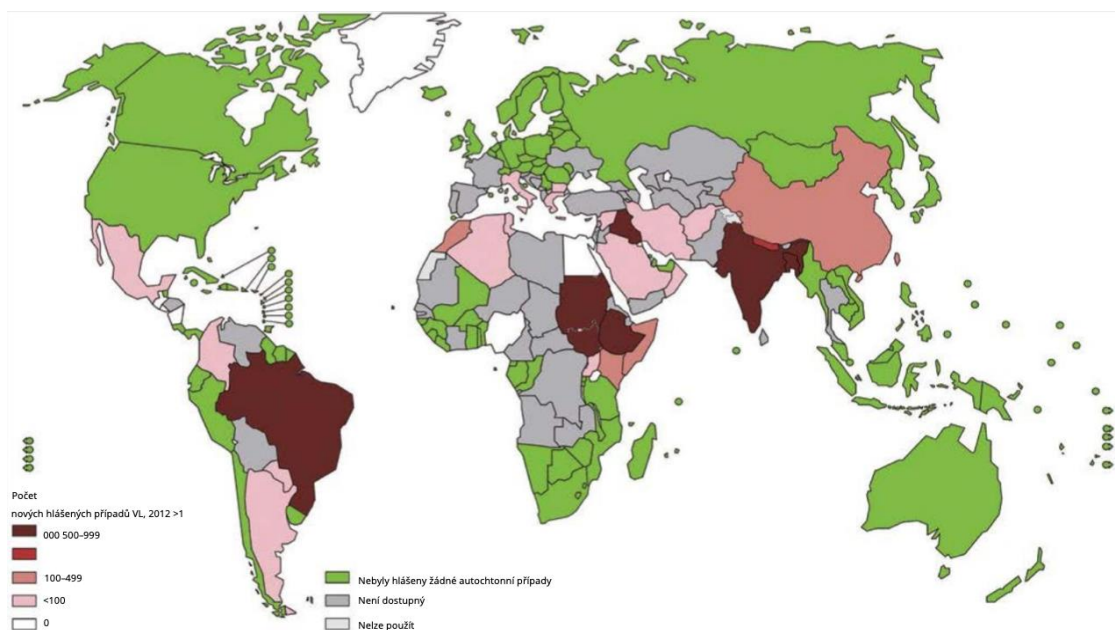 Počet
nových hlášených případů VL, 2012 >1
000 500–999
100–499
<100
0
Nebyly hlášeny žádné autochtonní případy
Není dostupný
Nelze použít